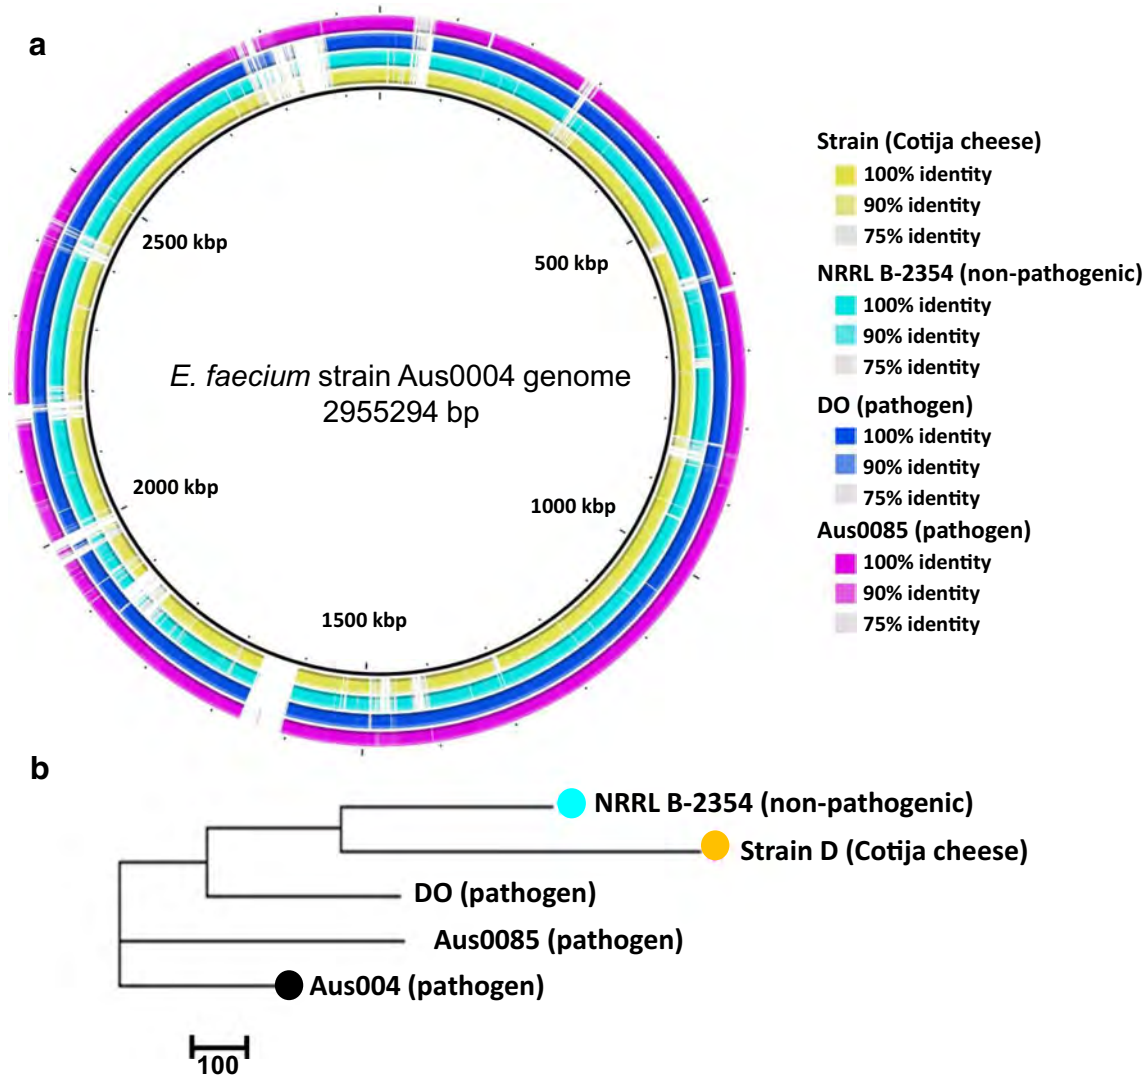 a
2500 kbp
500 kbp
E. faecium strain Aus0004 genome
2955294 bp
2000 kbp
1000 kbp
1500 kbp
Strain (Cotija cheese)
100% identity
90% identity
75% identity
NRRL B-2354 (non-pathogenic)
100% identity
90% identity
75% identity
DO (pathogen)
100% identity
90% identity
75% identity
Aus0085 (pathogen)
100% identity
90% identity
75% identity
b
NRRL B-2354 (non-pathogenic)
Strain D (Cotija cheese)
DO (pathogen)
Aus0085 (pathogen)
Aus004 (pathogen)
100